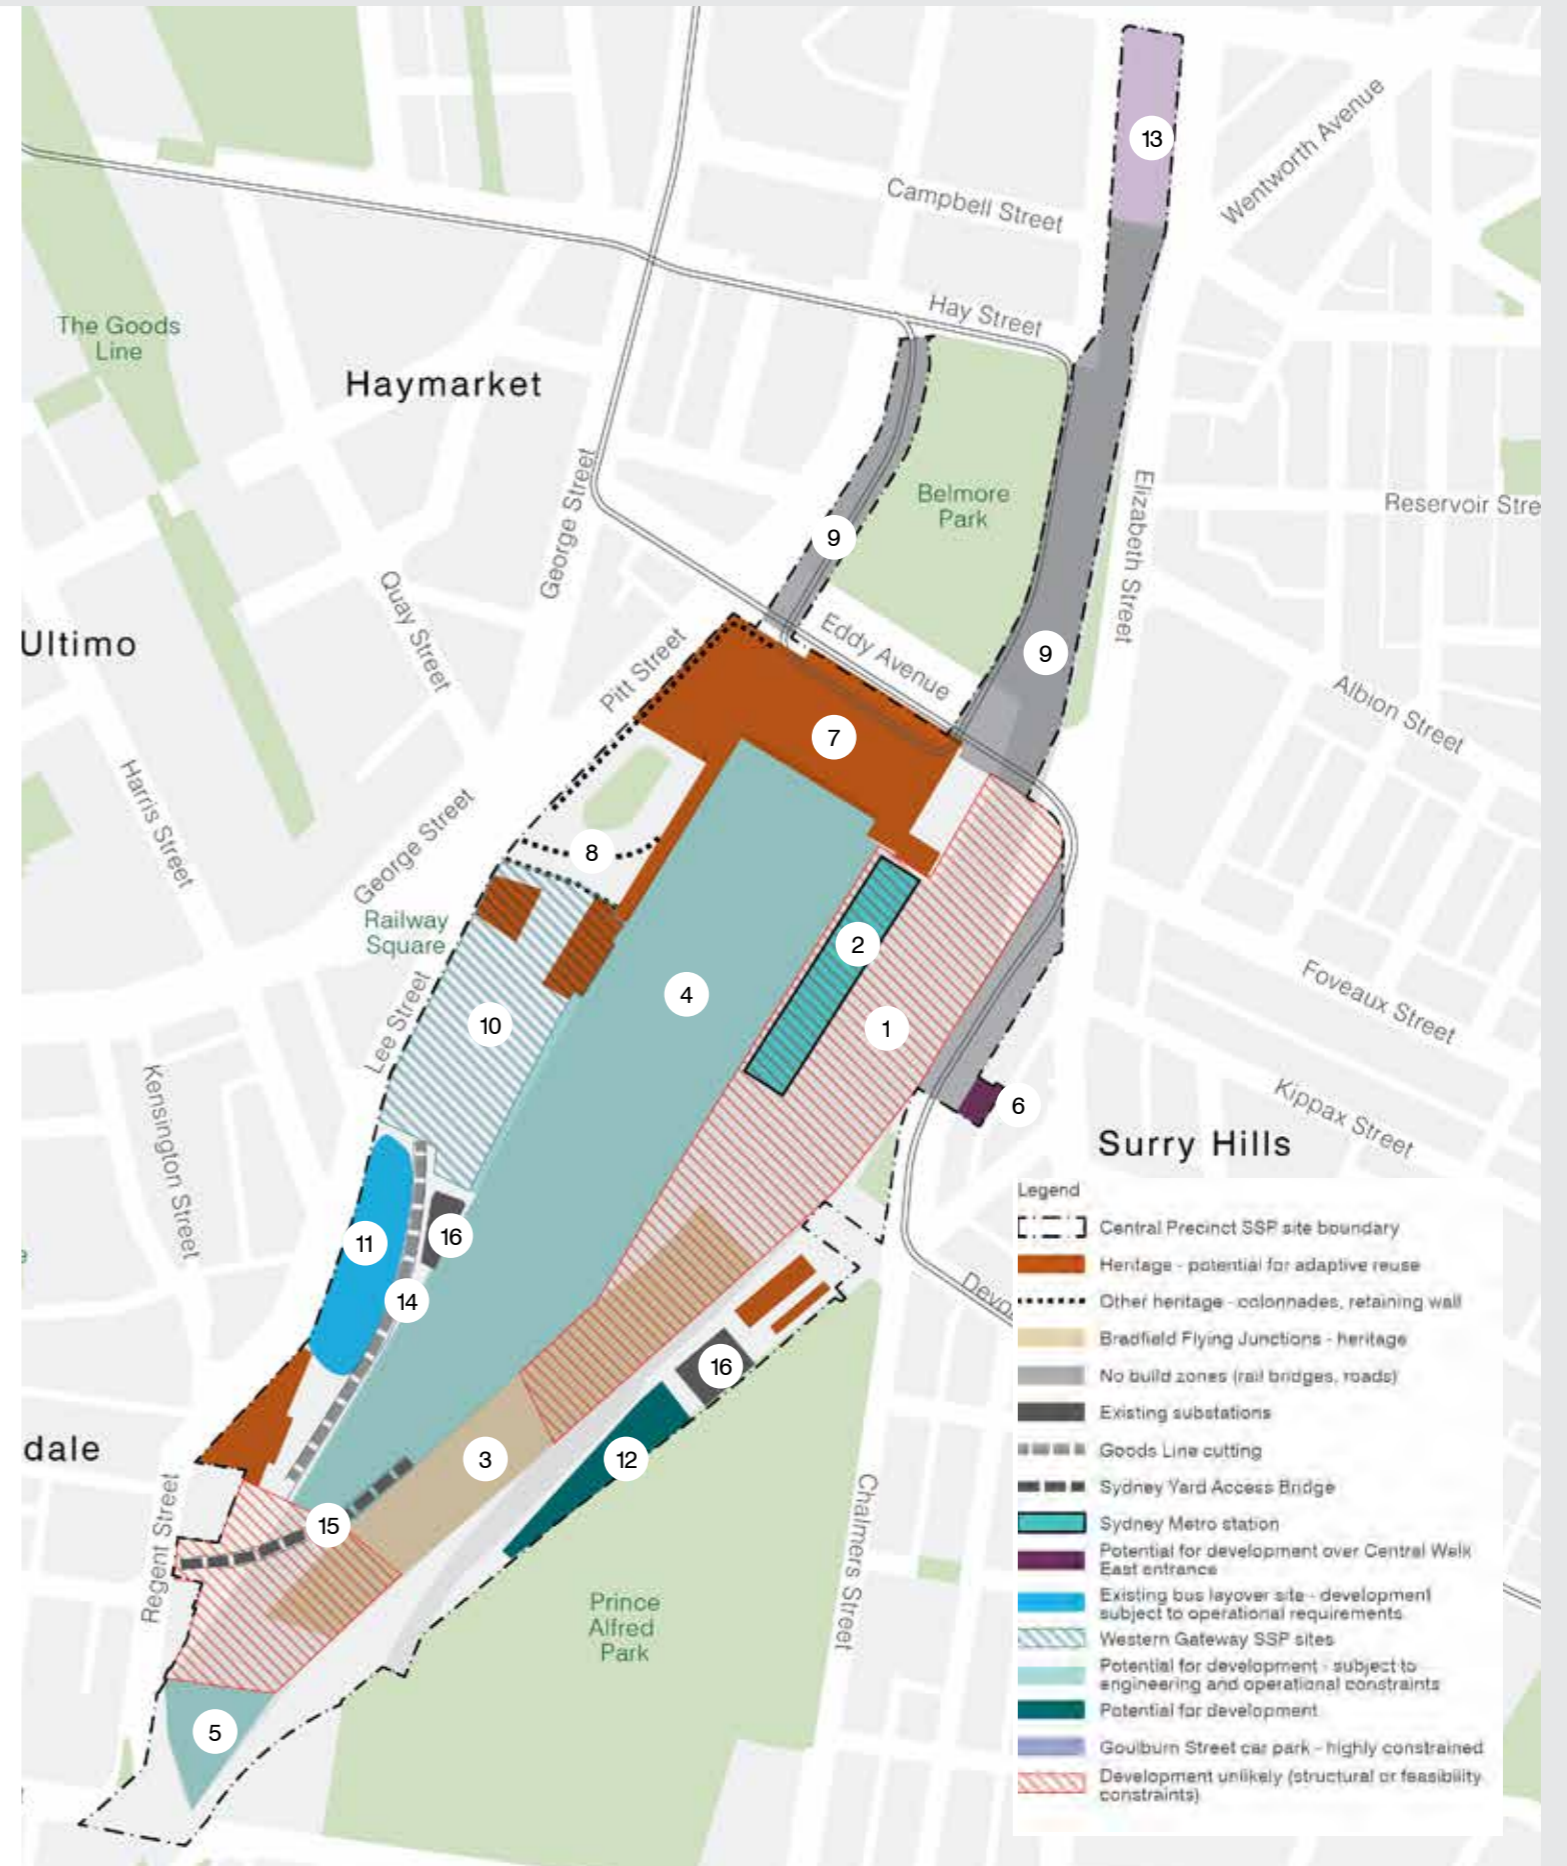 13
Wentworth Avenue
Campbell Street
Hay Street
The Goods
Line
Haymarket
George Street
Belmore
Park
Elizabeth Street
Reservoir Stre
9
Quay Street
Ultimo
Eddy Avenue
9
Pitt Street
Albion Street
7
Harris Street
George Street
8
Railway
Square
2
4
Foveaux Street
10
1
Lee Street
Kensington Street
6
Kippax Street
Surry Hills
11
16
14
Devo
16
dale
3
12
Chalmers Street
Regent Street
15
Prince
Alfred
Park
5
Legend
Central Precinct SSP site boundary
Heritage - potential for adaptive reuse
Other heritage - colonnades, retaining wall
Bradfield Flying Junctions - heritage
No build zones (rail bridges, roads)
Existing substations
Goods Line cutting
Sydney Yard Access Bridge
Sydney Metro station
Potential for development over Central Walk
East entrance
Existing bus layover site - development
subject to operational requirements
Western Gateway SSP sites
Potential for development - subject to
engineering and operational constraints
Potential for development
Goulburn Street car park - highly constrained
Development unlikely (structural or feasibility
constraints)